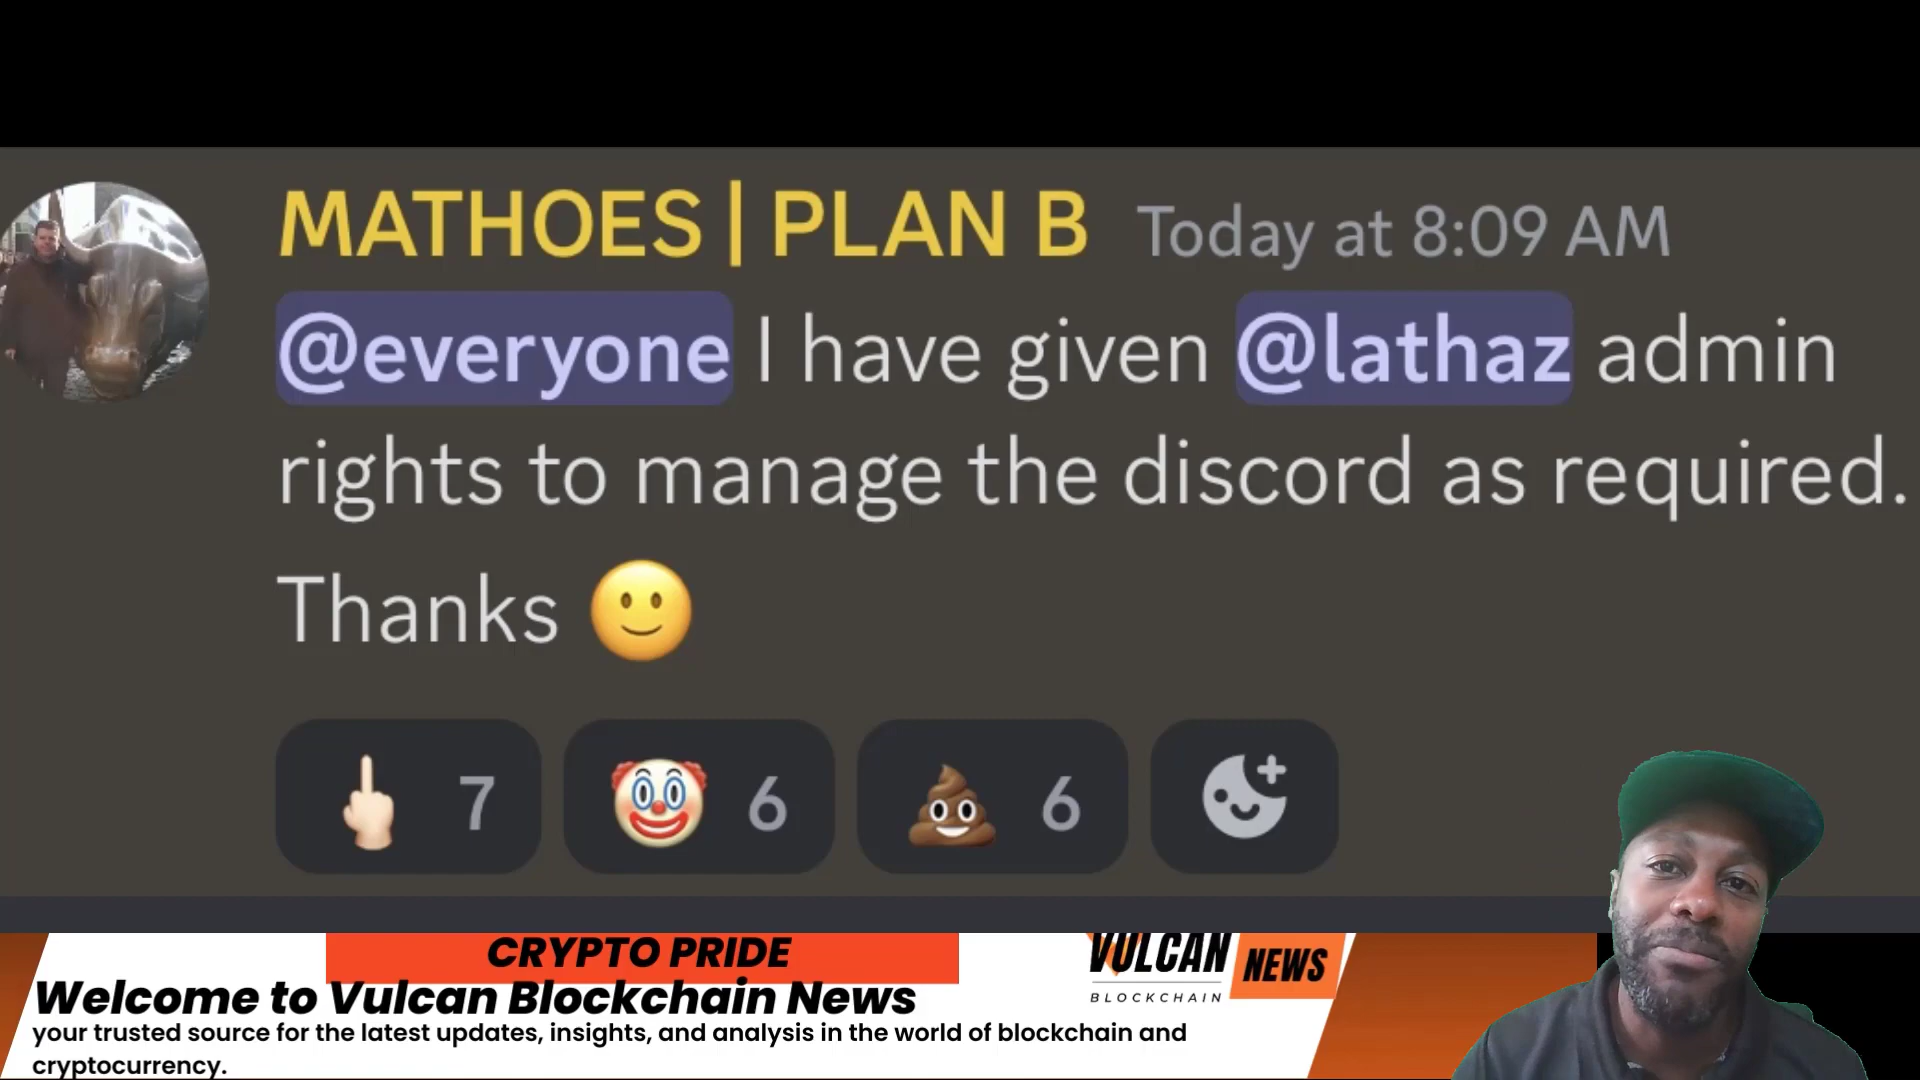 MATHOES | PLAN B Today at 8:09 AM
@everyone I have given @lathaz admin
rights to manage the discord as required.
Thanks 🙂
🖕🏻 7 🤡 6 💩 6
CRYPTO PRIDE
Welcome to Vulcan Blockchain News
your trusted source for the latest updates, insights, and analysis in the world of blockchain and
cryptocurrency.
VULCAN
BLOCKCHAIN
NEWS